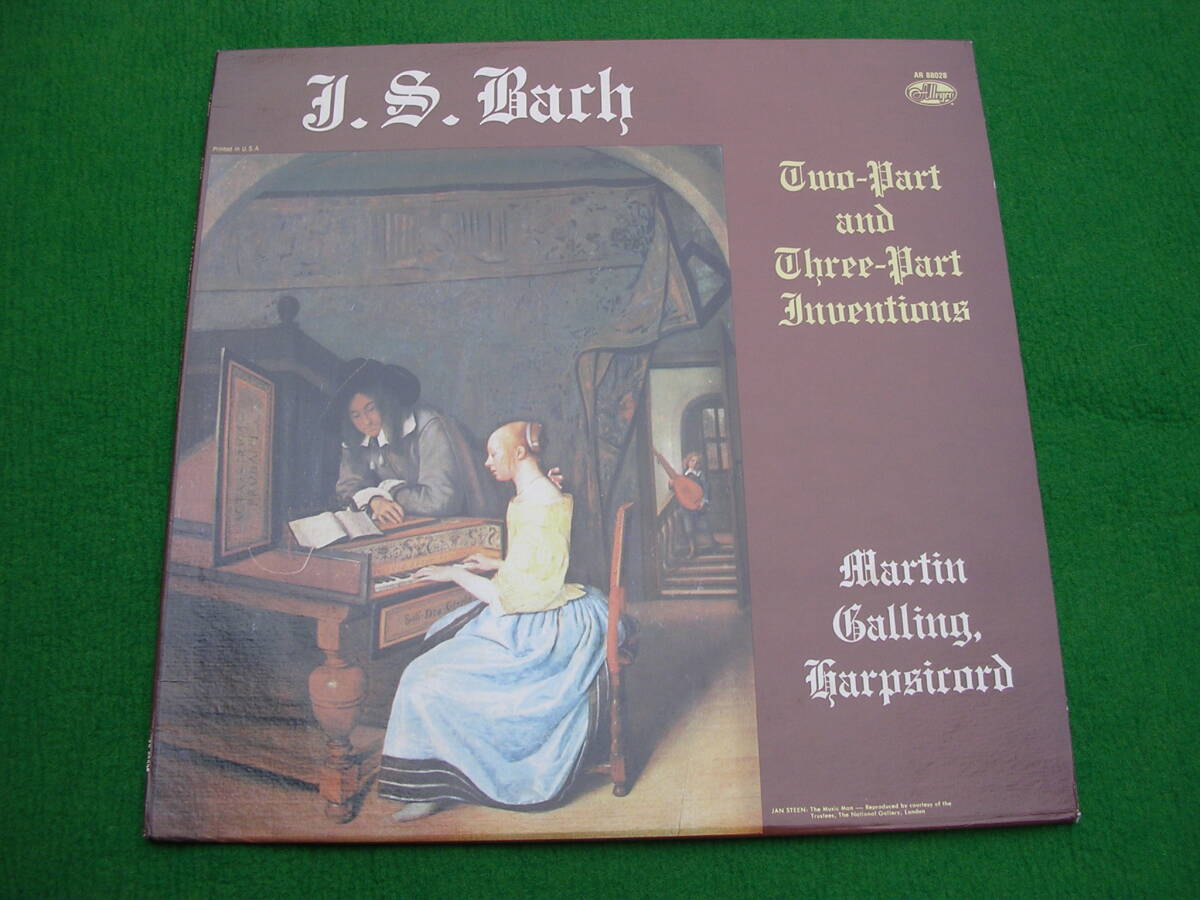 J. S. Bach
AR 88028
Allegro
Printed in U.S.A.
Two-Part
and
Three-Part
Inventions
Martin
Galling,
Harpsicord
JAN STEEN: The Music Man — Reproduced by courtesy of the
Trustees, The National Gallery, London